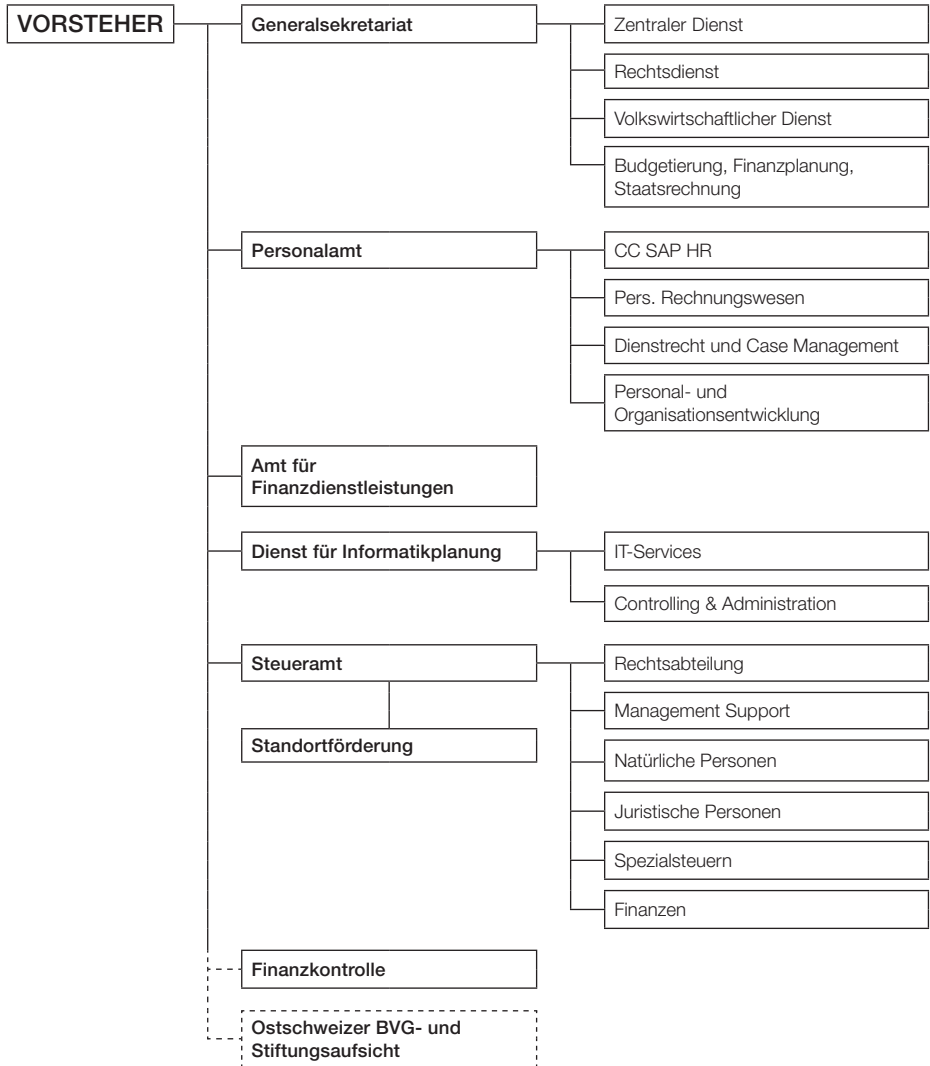 VORSTEHER
Generalsekretariat
Zentraler Dienst
Rechtsdienst
Volkswirtschaftlicher Dienst
Budgetierung, Finanzplanung,
Staatsrechnung
Personalamt
CC SAP HR
Pers. Rechnungswesen
Dienstrecht und Case Management
Personal- und
Organisationsentwicklung
Amt für
Finanzdienstleistungen
Dienst für Informatikplanung
IT-Services
Controlling & Administration
Steueramt
Rechtsabteilung
Management Support
Standortförderung
Natürliche Personen
Juristische Personen
Spezialsteuern
Finanzen
Finanzkontrolle
Ostschweizer BVG- und
Stiftungsaufsicht